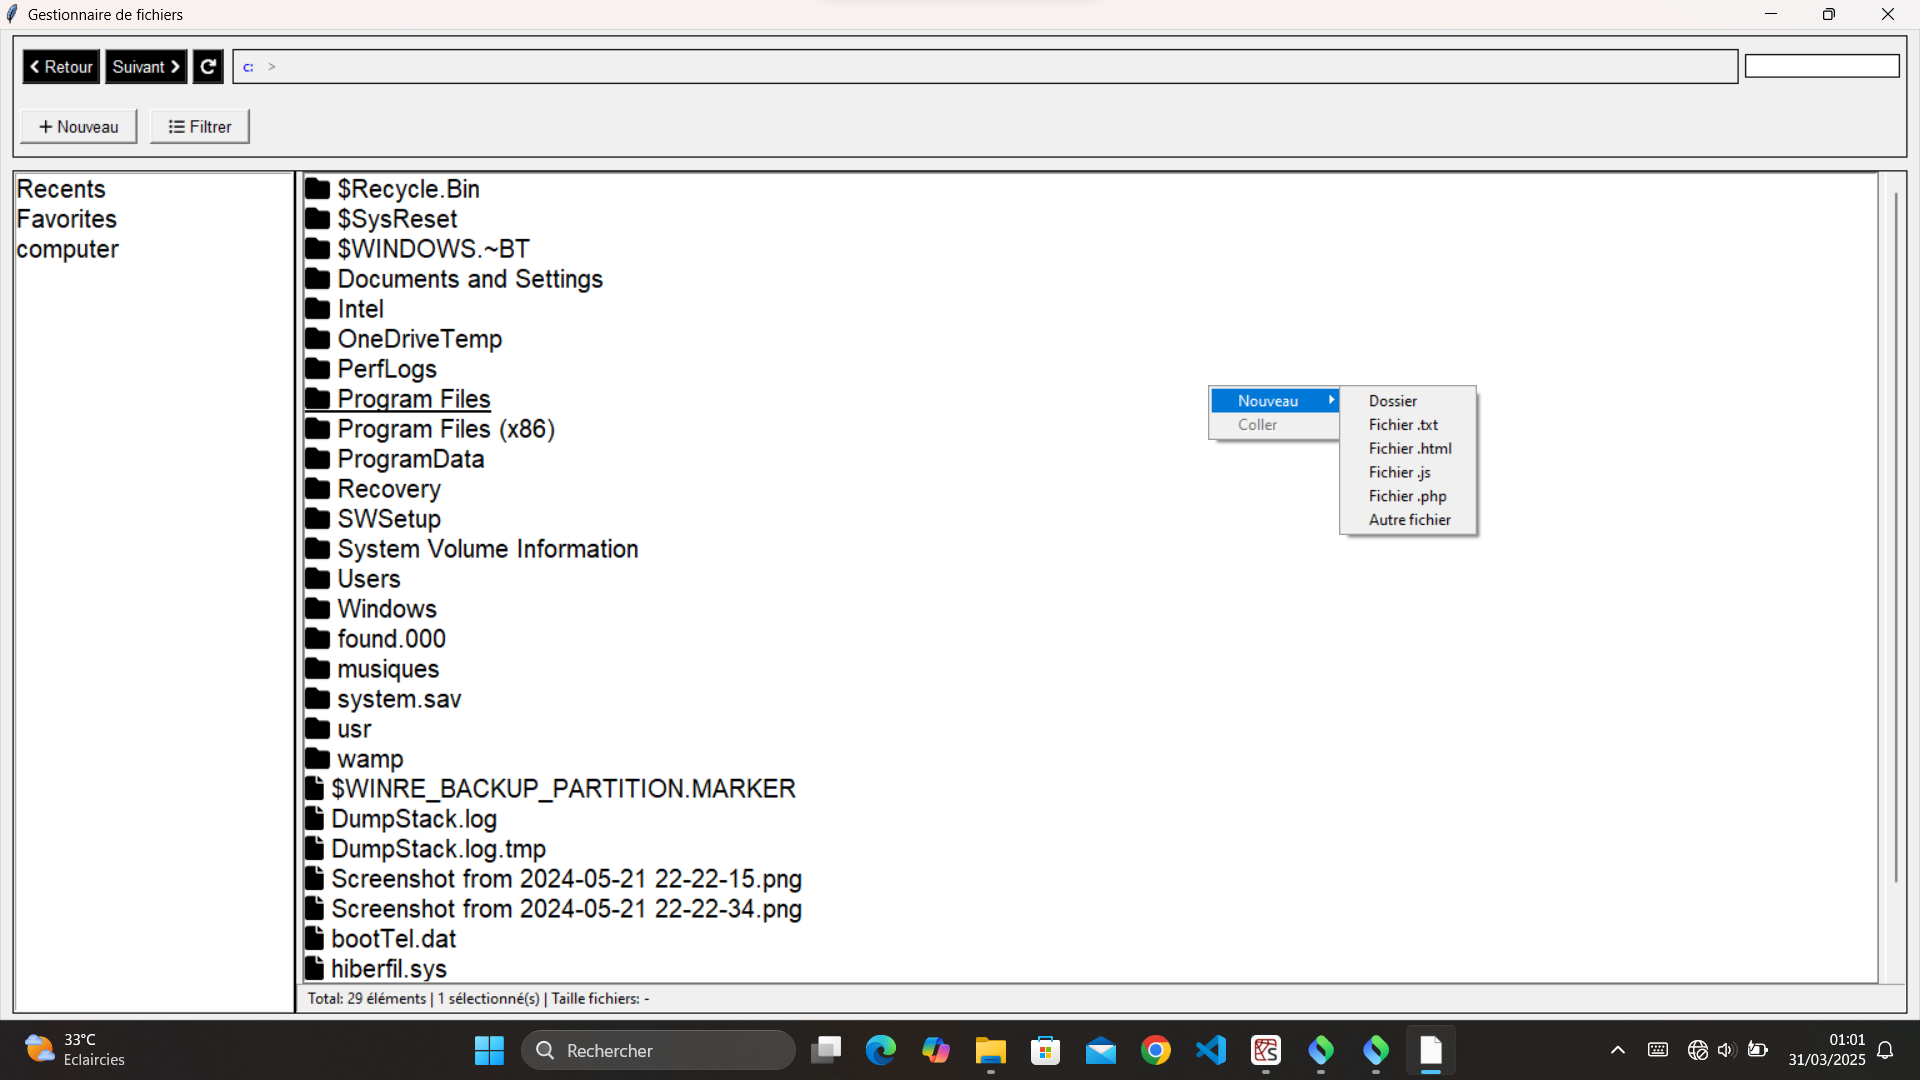 Gestionnaire de fichiers
Retour
Suivant
c: >
+ Nouveau
Filtrer
Recents
Favorites
computer
$Recycle.Bin
$SysReset
$WINDOWS.~BT
Documents and Settings
Intel
OneDriveTemp
PerfLogs
Program Files
Program Files (x86)
ProgramData
Recovery
SWSetup
System Volume Information
Users
Windows
found.000
musiques
system.sav
usr
wamp
$WINRE_BACKUP_PARTITION.MARKER
DumpStack.log
DumpStack.log.tmp
Screenshot from 2024-05-21 22-22-15.png
Screenshot from 2024-05-21 22-22-34.png
bootTel.dat
hiberfil.sys
Nouveau
Coller
Dossier
Fichier .txt
Fichier .html
Fichier .js
Fichier .php
Autre fichier
Total: 29 éléments | 1 sélectionné(s) | Taille fichiers: -
33°C
Eclaircies
Rechercher
01:01
31/03/2025